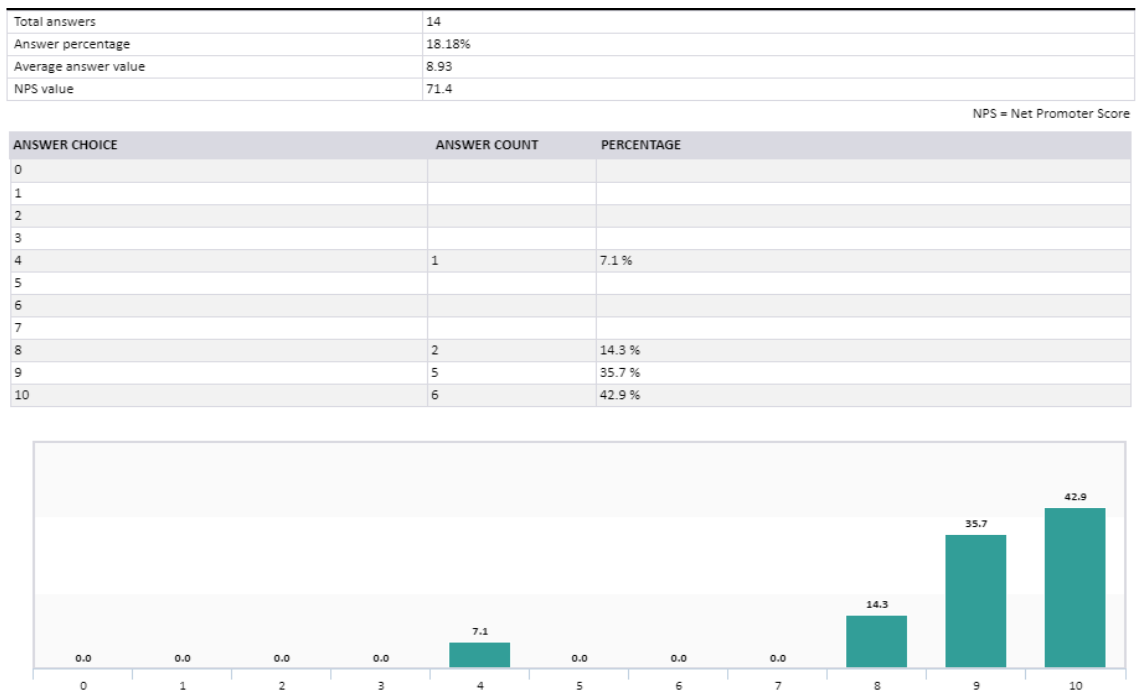 Total answers 14
Answer percentage 18.18%
Average answer value 8.93
NPS value 71.4
NPS = Net Promoter Score
ANSWER CHOICE ANSWER COUNT PERCENTAGE
0
1
2
3
4 1 7.1 %
5
6
7
8 2 14.3 %
9 5 35.7 %
10 6 42.9 %
42.9
35.7
14.3
7.1
0.0 0.0 0.0 0.0 0.0 0.0 0.0
0 1 2 3 4 5 6 7 8 9 10